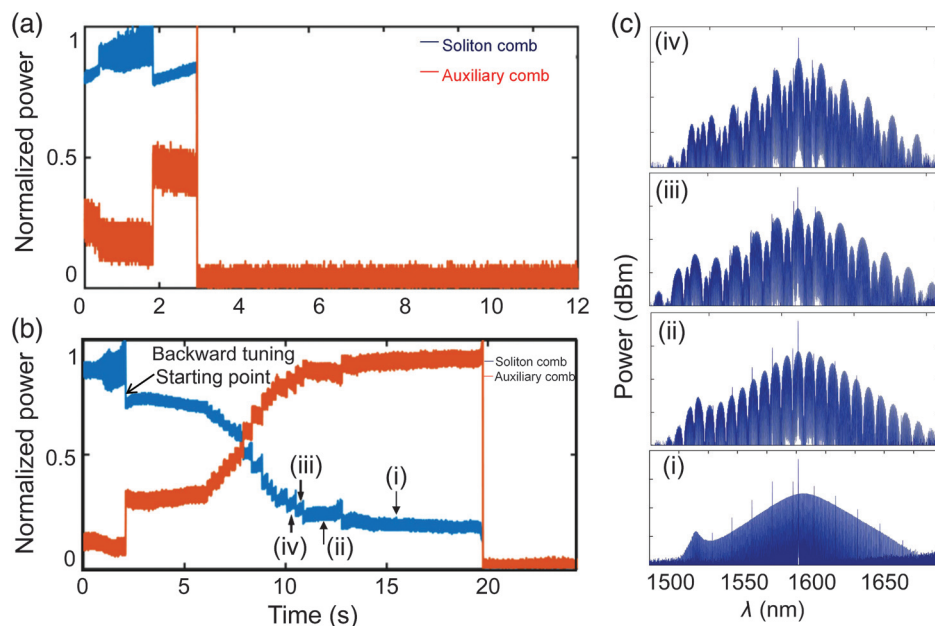 (a)
1
0.5
0
Normalized power
Soliton comb
Auxiliary comb
0 2 4 6 8 10 12
(b)
1
0.5
0
Normalized power
Backward tuning
Starting point
Soliton comb
Auxiliary comb
(i)
(iii)
(iv)
(ii)
0 5 10 15 20
Time (s)
(c)
(iv)
(iii)
(ii)
(i)
Power (dBm)
1500 1550 1600 1650
λ (nm)